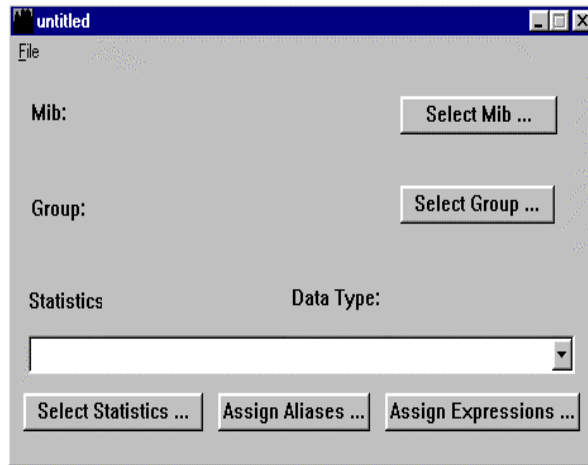 untitled
File
Mib:
Select Mib ...
Group:
Select Group ...
Statistics
Data Type:
Select Statistics ...
Assign Aliases ...
Assign Expressions ...